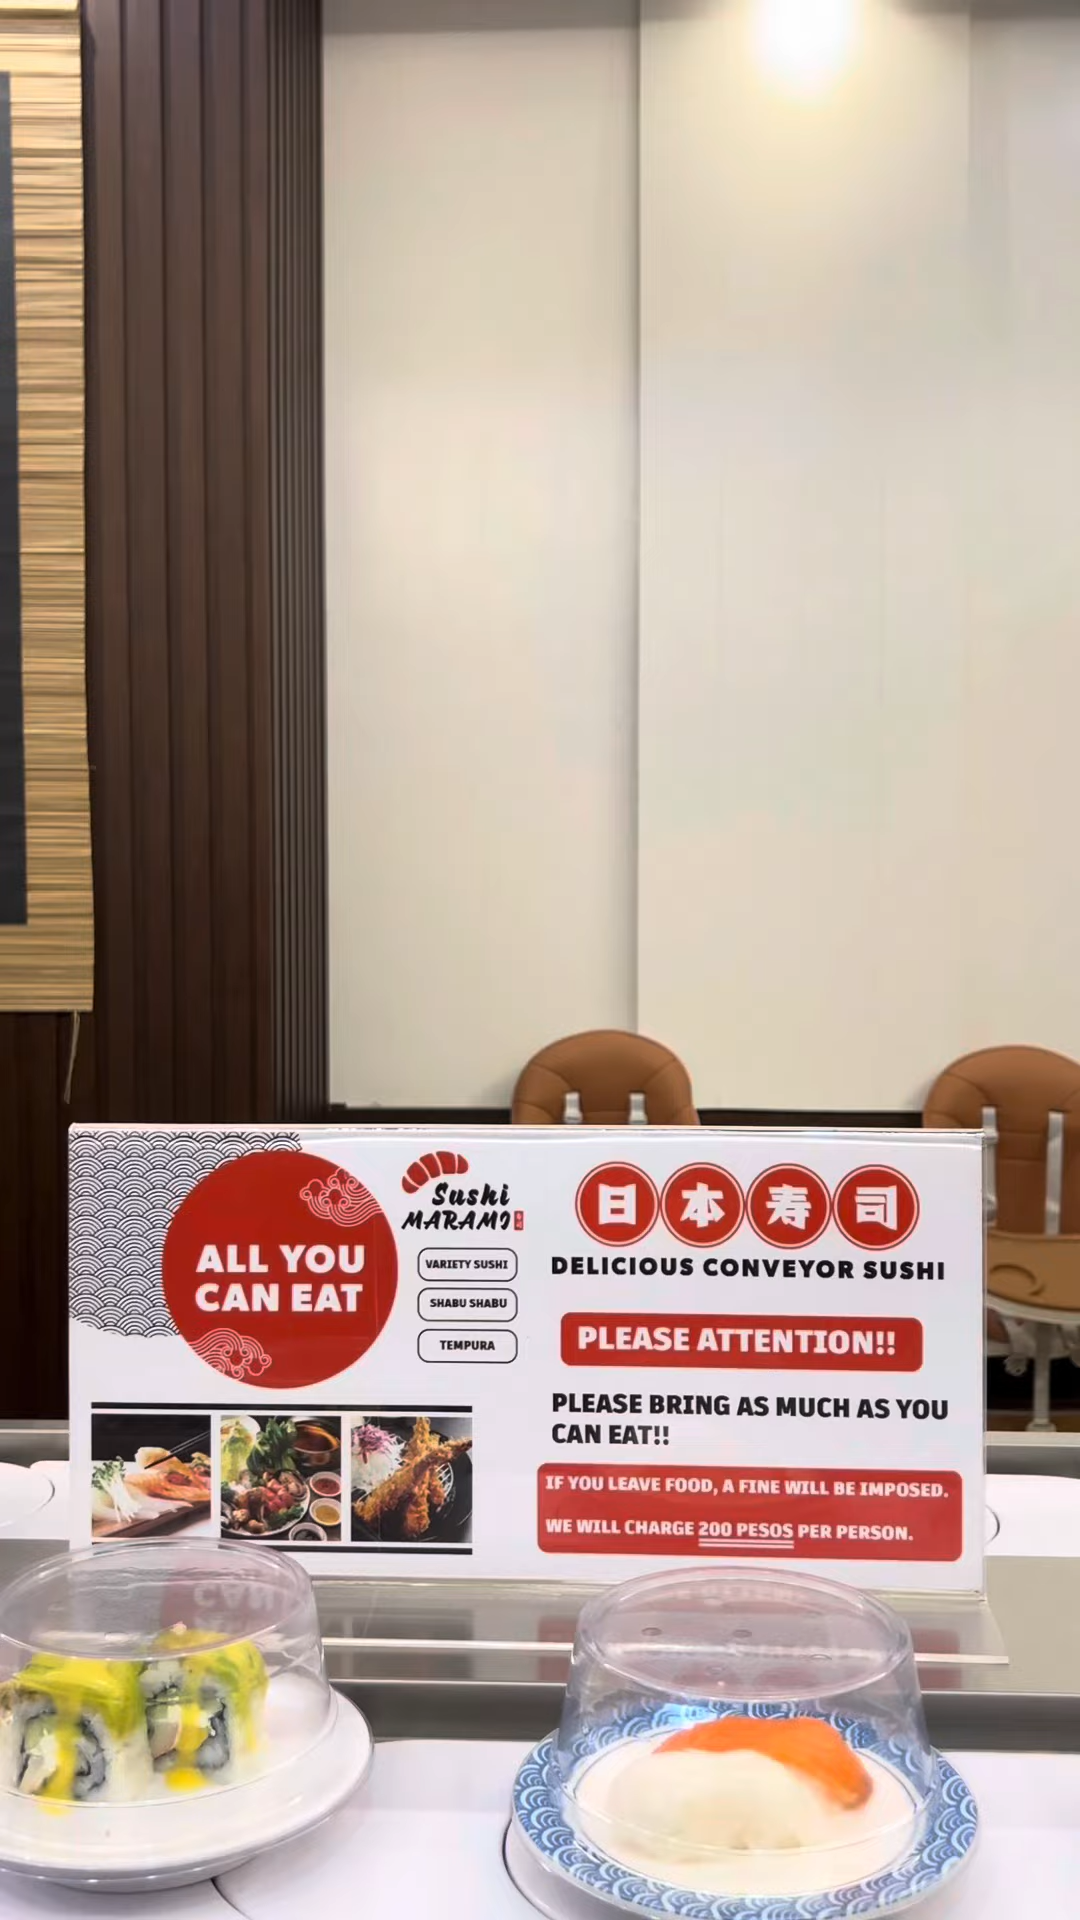 ALL YOU
CAN EAT
Sushi
MARAMI
VARIETY SUSHI
SHABU SHABU
TEMPURA
日本寿司
DELICIOUS CONVEYOR SUSHI
PLEASE ATTENTION!!
PLEASE BRING AS MUCH AS YOU
CAN EAT!!
IF YOU LEAVE FOOD, A FINE WILL BE IMPOSED.
WE WILL CHARGE 200 PESOS PER PERSON.